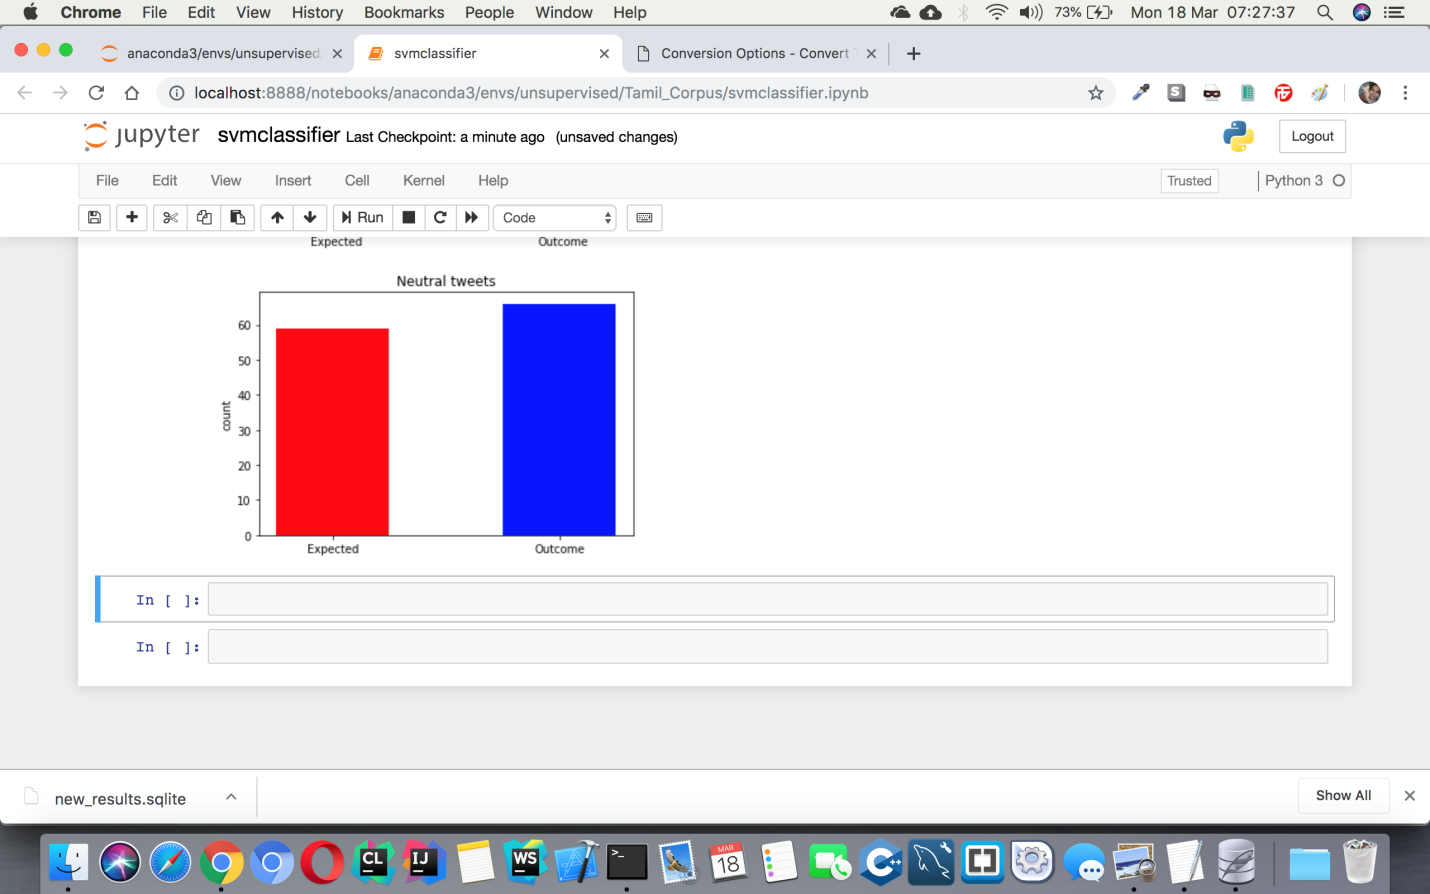 Chrome File Edit View History Bookmarks People Window Help 73% Mon 18 Mar 07:27:37
anaconda3/envs/unsupervised svmclassifier Conversion Options - Convert
localhost:8888/notebooks/anaconda3/envs/unsupervised/Tamil_Corpus/svmclassifier.ipynb
jupyter svmclassifier Last Checkpoint: a minute ago (unsaved changes) Logout
File Edit View Insert Cell Kernel Help Trusted Python 3
Run Code
Expected Outcome
Neutral tweets
60
50
40
30
20
10
0
count
Expected Outcome
In [ ]:
In [ ]:
new_results.sqlite Show All
CL IJ WS >_ MAR 18 C++